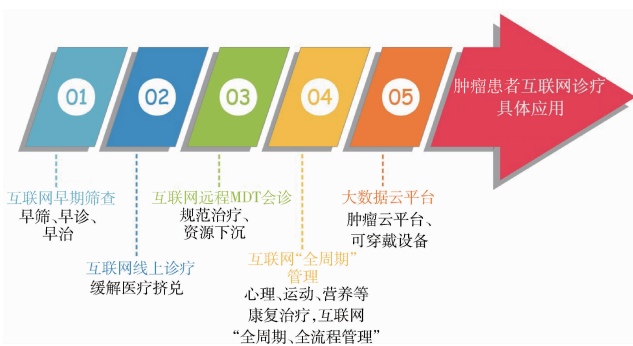 01
02
03
04
05
肿瘤患者互联网诊疗
具体应用
互联网早期筛查
早筛、早诊、
早治
互联网线上诊疗
缓解医疗挤兑
互联网远程MDT会诊
规范治疗、
资源下沉
互联网“全周期”
管理
心理、运动、营养等
康复治疗,互联网
“全周期、全流程管理”
大数据云平台
肿瘤云平台、
可穿戴设备